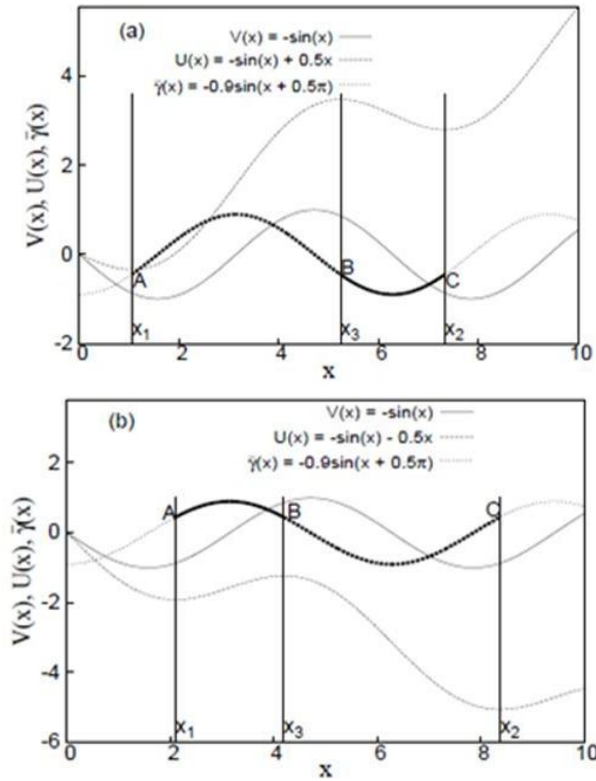 (a)
V(x) = -sin(x)
U(x) = -sin(x) + 0.5x
γ̄(x) = -0.9sin(x + 0.5π)
V(x), U(x), γ̄(x)
4
2
0
-2
A
B
C
x₁
x₃
x₂
0
2
4
6
8
10
x
(b)
V(x) = -sin(x)
U(x) = -sin(x) - 0.5x
γ̄(x) = -0.9sin(x + 0.5π)
V(x), U(x), γ̄(x)
2
0
-2
-4
-6
A
B
C
x₁
x₃
x₂
0
2
4
6
8
10
x